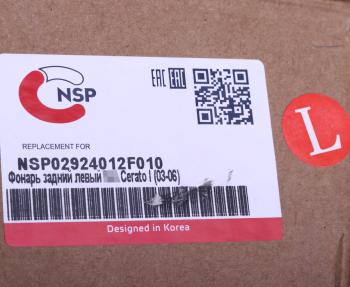 NSP
EAC EAC
REPLACEMENT FOR
NSP02924012F010
Фонарь задний левый Cerato I (03-06)
Designed in Korea
L